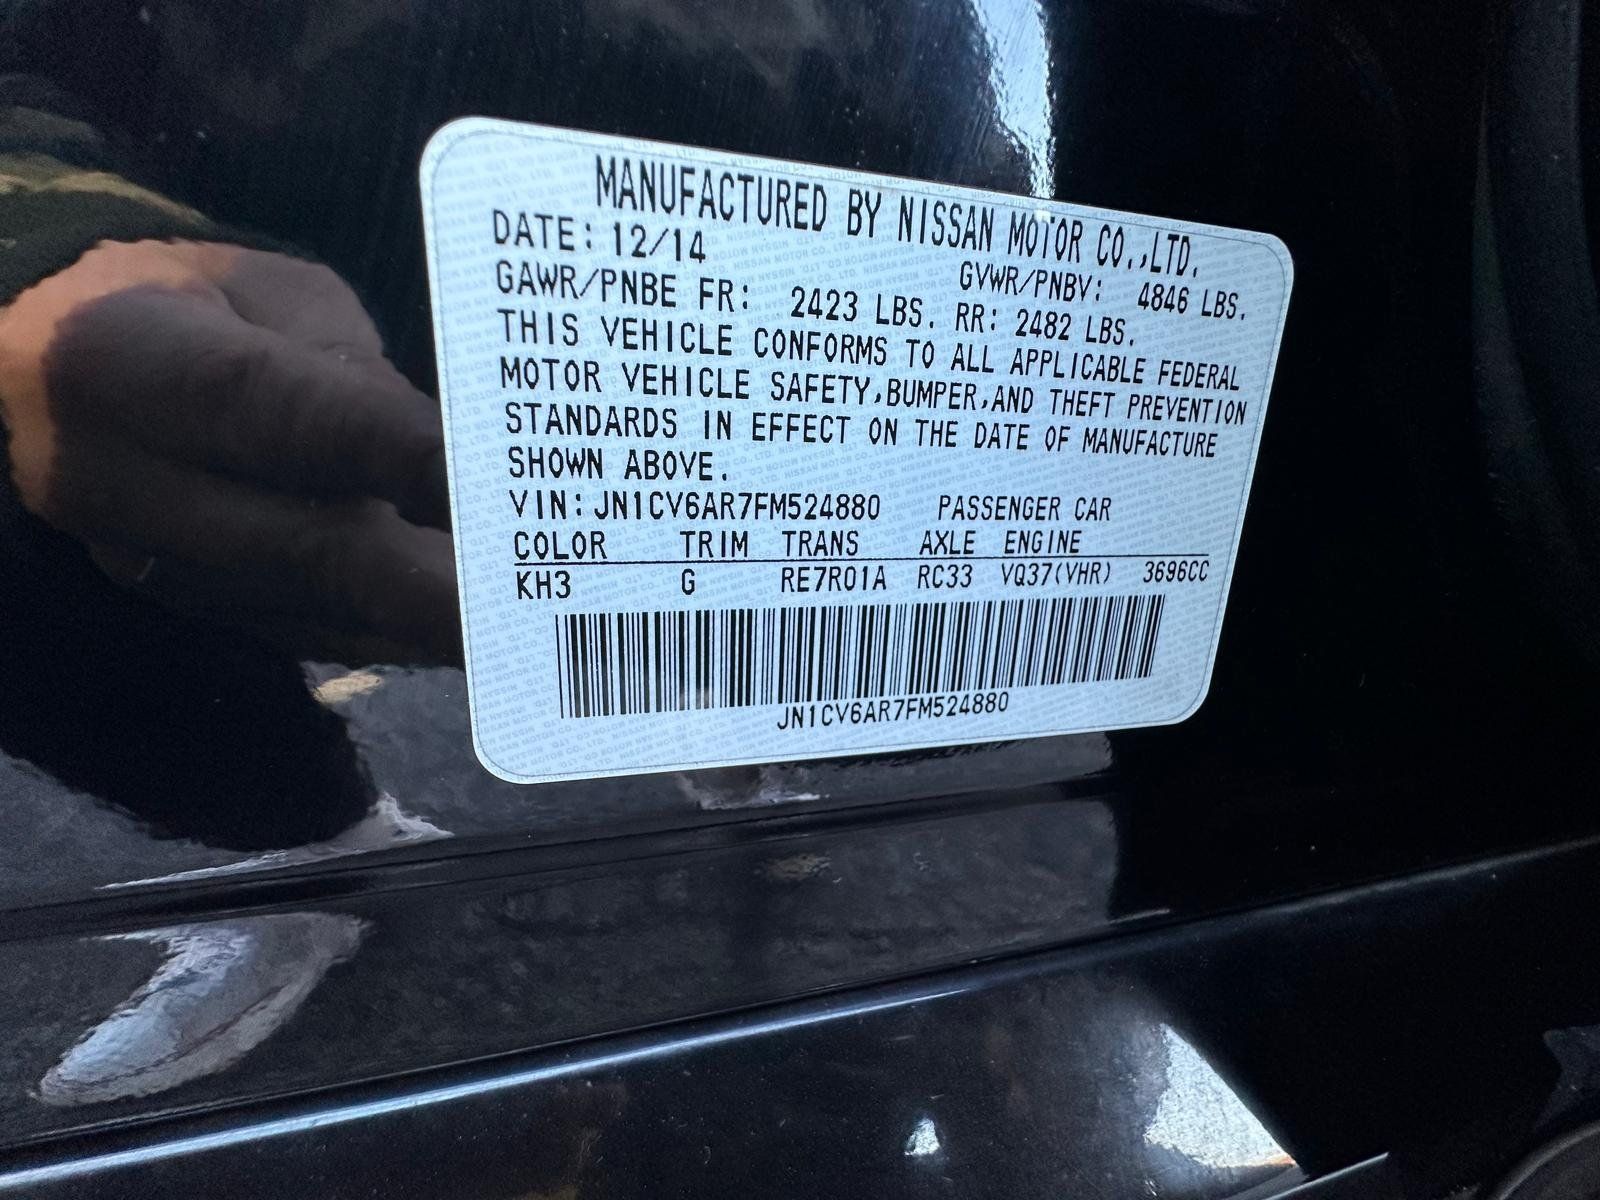 MANUFACTURED BY NISSAN MOTOR CO.,LTD.
DATE: 12/14 GVWR/PNBV: 4846 LBS.
GAWR/PNBE FR: 2423 LBS. RR: 2482 LBS.
THIS VEHICLE CONFORMS TO ALL APPLICABLE FEDERAL
MOTOR VEHICLE SAFETY,BUMPER,AND THEFT PREVENTION
STANDARDS IN EFFECT ON THE DATE OF MANUFACTURE
SHOWN ABOVE.
VIN:JN1CV6AR7FM524880 PASSENGER CAR
COLOR TRIM TRANS AXLE ENGINE
KH3 G RE7R01A RC33 VQ37(VHR) 3696CC
JN1CV6AR7FM524880